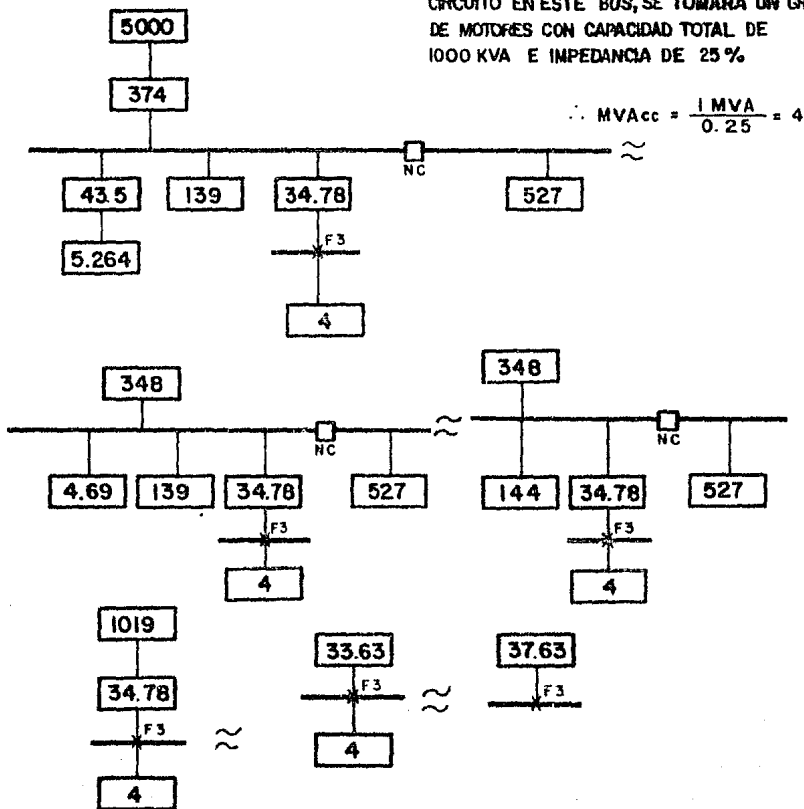 CIRCUITO EN ESTE BUS, SE TOMARA UN
DE MOTORES CON CAPACIDAD TOTAL DE
1000 KVA E IMPEDANCIA DE 25 %
∴ MVAcc = 1 MVA / 0.25 = 4
5000
374
NC
43.5 139 34.78 527
5.264
F3
4
348
NC
4.69 139 34.78 527
F3
4
≈
348
NC
144 34.78 527
F3
4
1019
34.78
F3
4
≈
33.63
F3
4
≈
37.63
F3